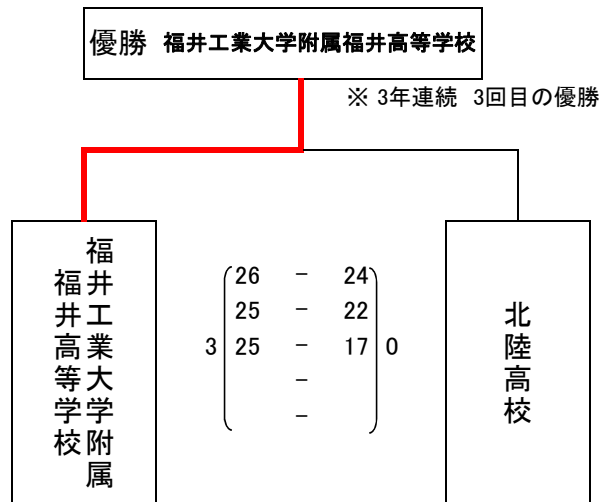 優勝 福井工業大学附属福井高等学校
※ 3年連続 3回目の優勝
福井工業大学附属
福井高等学校
26 － 24
25 － 22
3 25 － 17 0
－
－
北陸高校